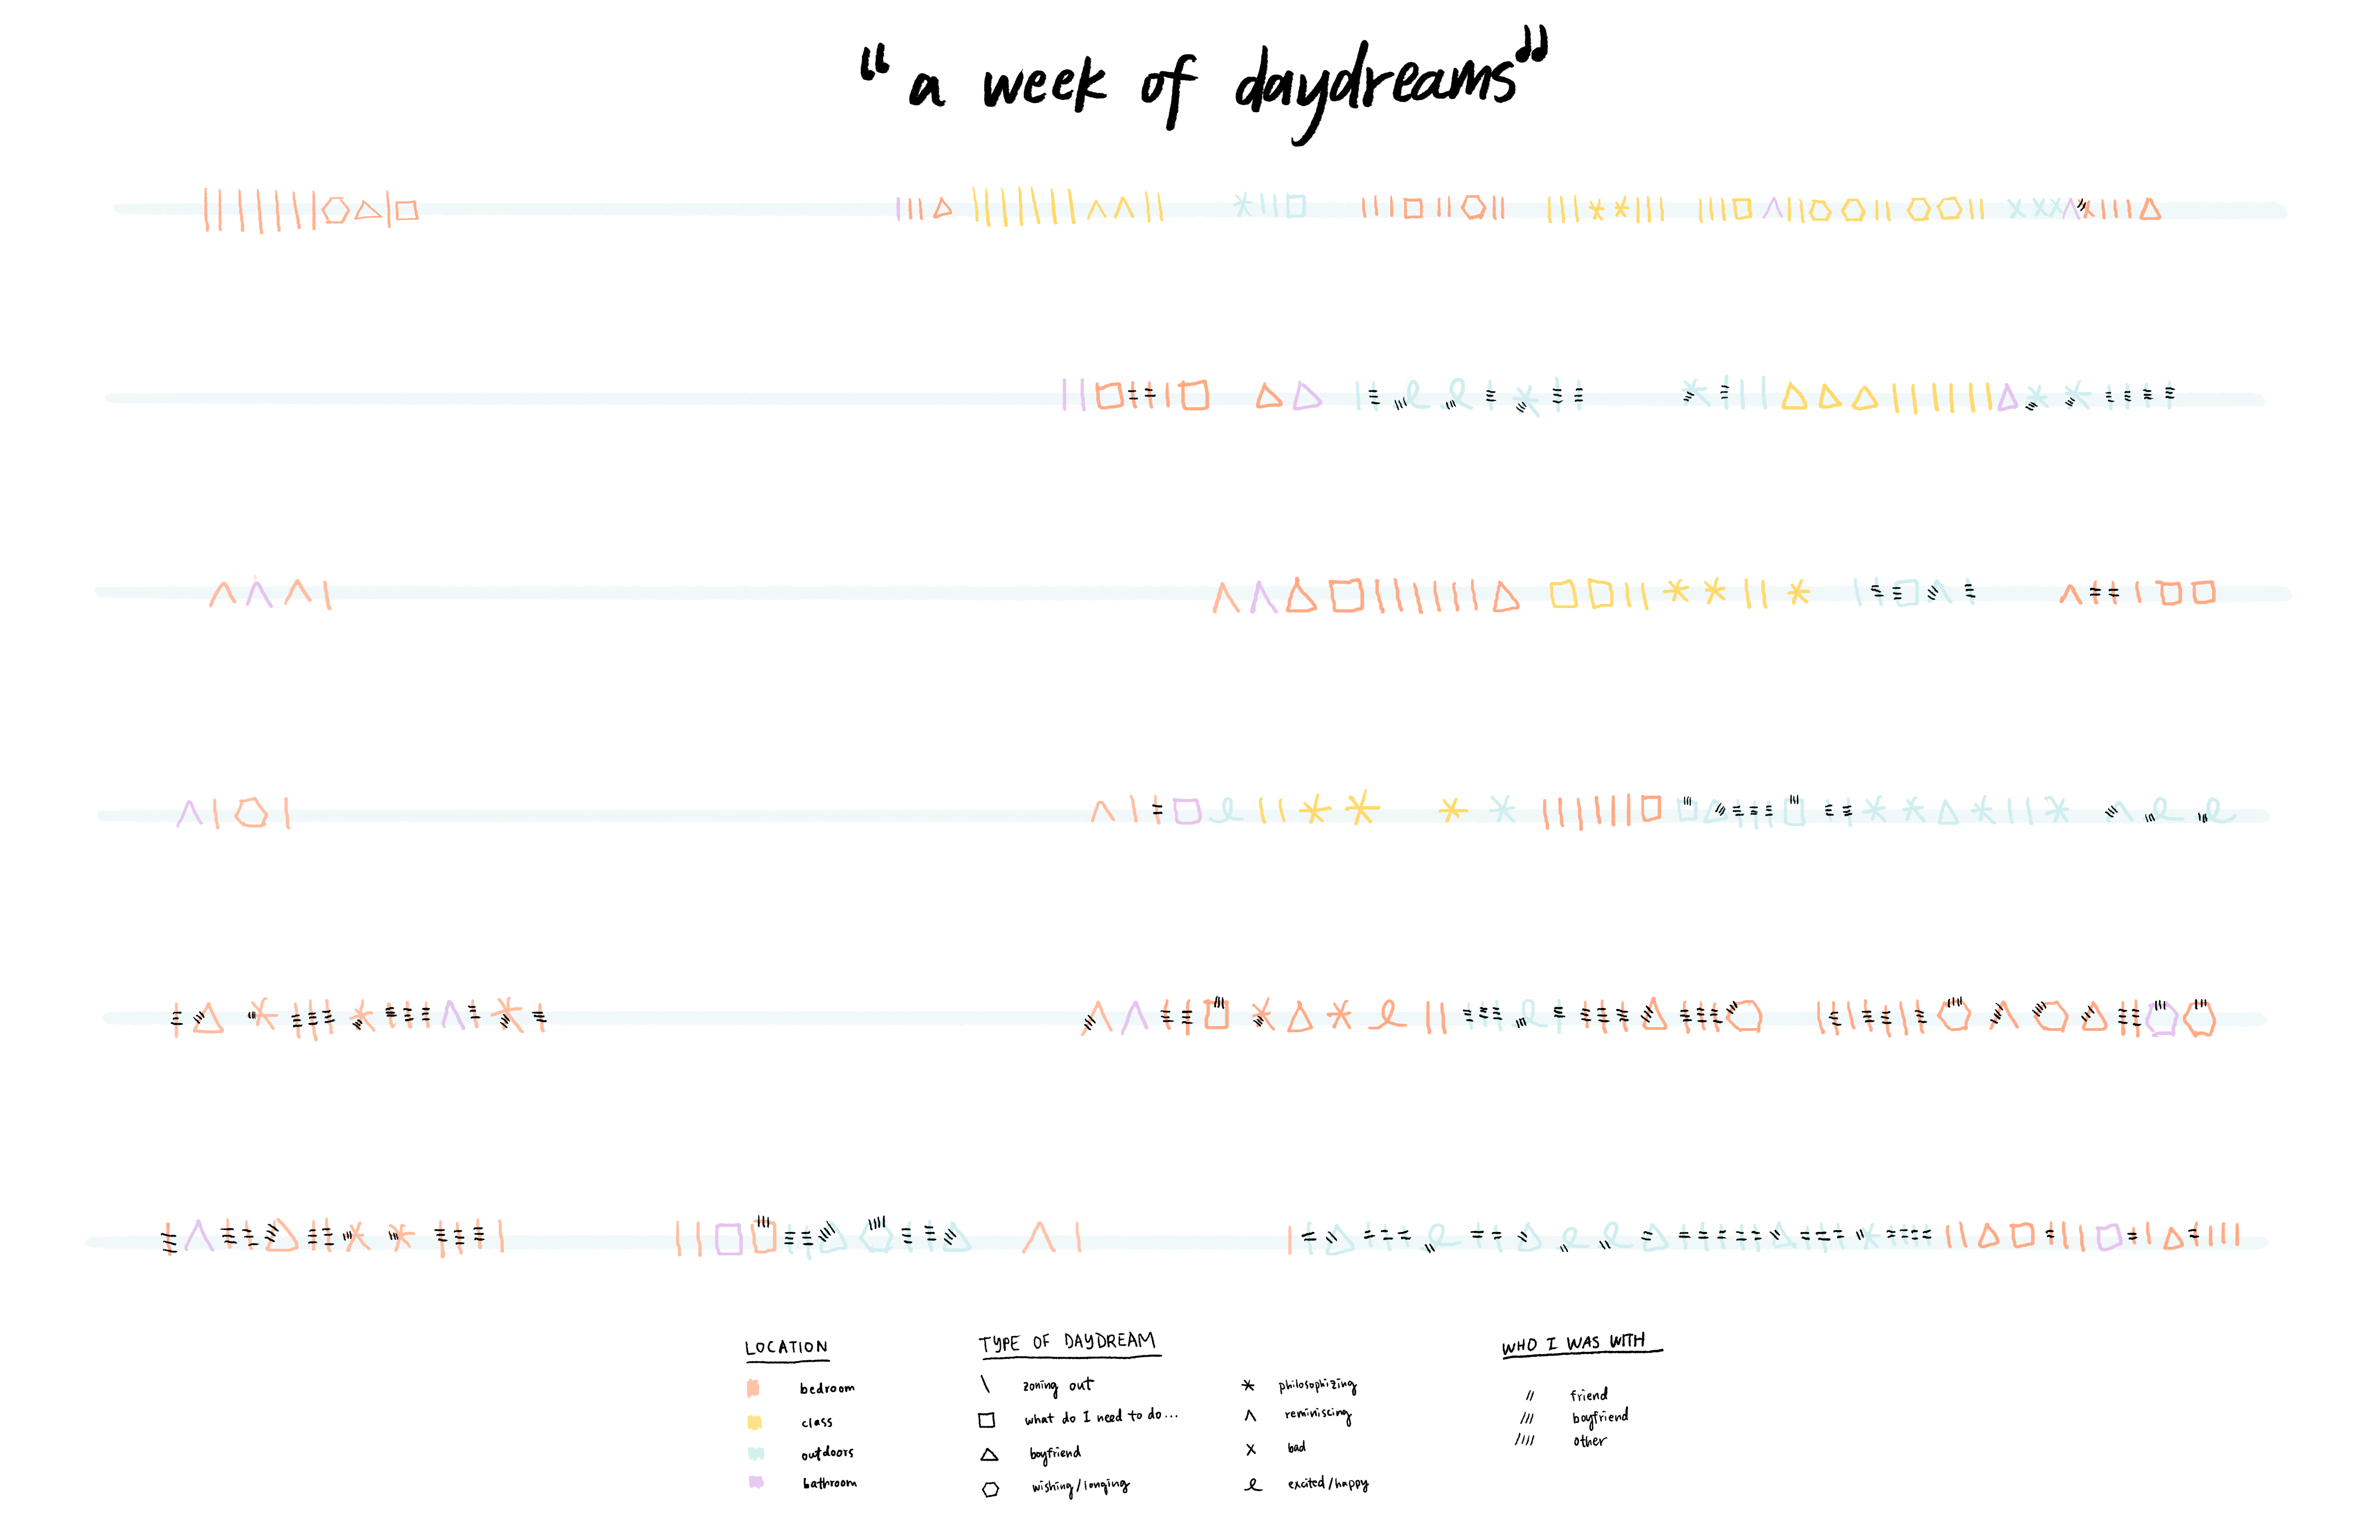 "a week of daydreams"
LOCATION
bedroom
class
outdoors
bathroom
TYPE OF DAYDREAM
zoning out
what do I need to do...
boyfriend
wishing/longing
philosophizing
reminiscing
bad
excited/happy
WHO I WAS WITH
friend
boyfriend
other